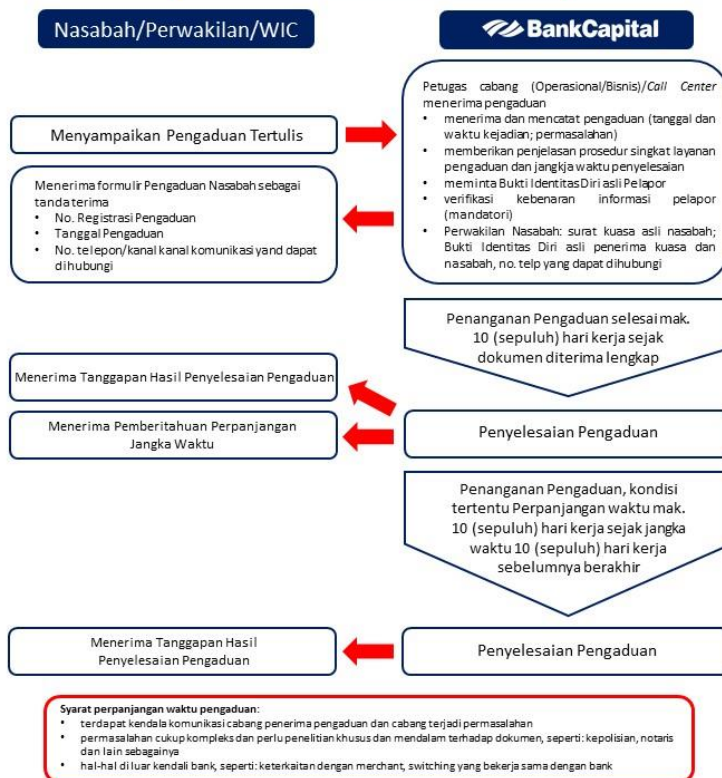 Nasabah/Perwakilan/WIC
BankCapital
Menyampaikan Pengaduan Tertulis
Petugas cabang (Operasional/Bisnis)/Call Center
menerima pengaduan
• menerima dan mencatat pengaduan (tanggal dan
waktu kejadian; permasalahan)
• memberikan penjelasan prosedur singkat layanan
pengaduan dan jangkja waktu penyelesaian
• meminta Bukti Identitas Diri asli Pelapor
• verifikasi kebenaran informasi pelapor
(mandatori)
• Perwakilan Nasabah: surat kuasa asli nasabah;
Bukti Identitas Diri asli penerima kuasa dan
nasabah, no. telp yang dapat dihubungi
Menerima formulir Pengaduan Nasabah sebagai
tanda terima
• No. Registrasi Pengaduan
• Tanggal Pengaduan
• No. telepon/kanal kanal komunikasi yand dapat
dihubungi
Penanganan Pengaduan selesai mak.
10 (sepuluh) hari kerja sejak
dokumen diterima lengkap
Menerima Tanggapan Hasil Penyelesaian Pengaduan
Menerima Pemberitahuan Perpanjangan
Jangka Waktu
Penyelesaian Pengaduan
Penanganan Pengaduan, kondisi
tertentu Perpanjangan waktu mak.
10 (sepuluh) hari kerja sejak jangka
waktu 10 (sepuluh) hari kerja
sebelumnya berakhir
Menerima Tanggapan Hasil
Penyelesaian Pengaduan
Penyelesaian Pengaduan
Syarat perpanjangan waktu pengaduan:
• terdapat kendala komunikasi cabang penerima pengaduan dan cabang terjadi permasalahan
• permasalahan cukup kompleks dan perlu penelitian khusus dan mendalam terhadap dokumen, seperti: kepolisian, notaris
dan lain sebagainya
• hal-hal di luar kendali bank, seperti: keterkaitan dengan merchant, switching yang bekerja sama dengan bank